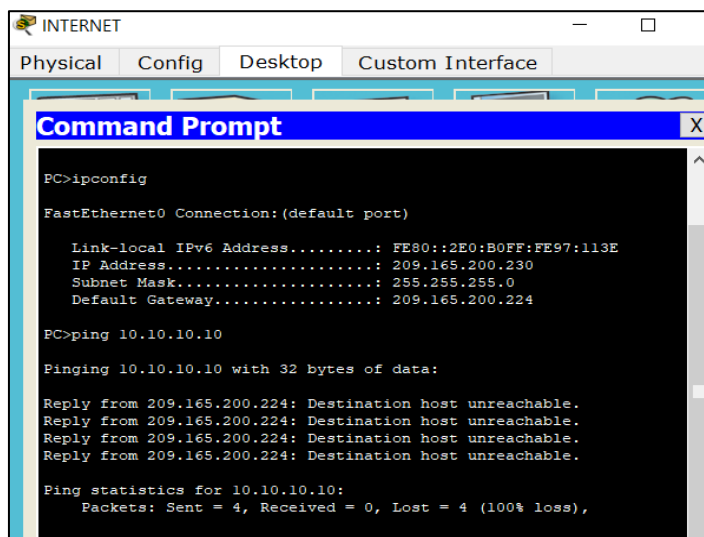 INTERNET
Physical Config Desktop Custom Interface
Command Prompt
X
PC>ipconfig
FastEthernet0 Connection:(default port)
Link-local IPv6 Address.........: FE80::2E0:B0FF:FE97:113E
IP Address......................: 209.165.200.230
Subnet Mask.....................: 255.255.255.0
Default Gateway.................: 209.165.200.224
PC>ping 10.10.10.10
Pinging 10.10.10.10 with 32 bytes of data:
Reply from 209.165.200.224: Destination host unreachable.
Reply from 209.165.200.224: Destination host unreachable.
Reply from 209.165.200.224: Destination host unreachable.
Reply from 209.165.200.224: Destination host unreachable.
Ping statistics for 10.10.10.10:
Packets: Sent = 4, Received = 0, Lost = 4 (100% loss),